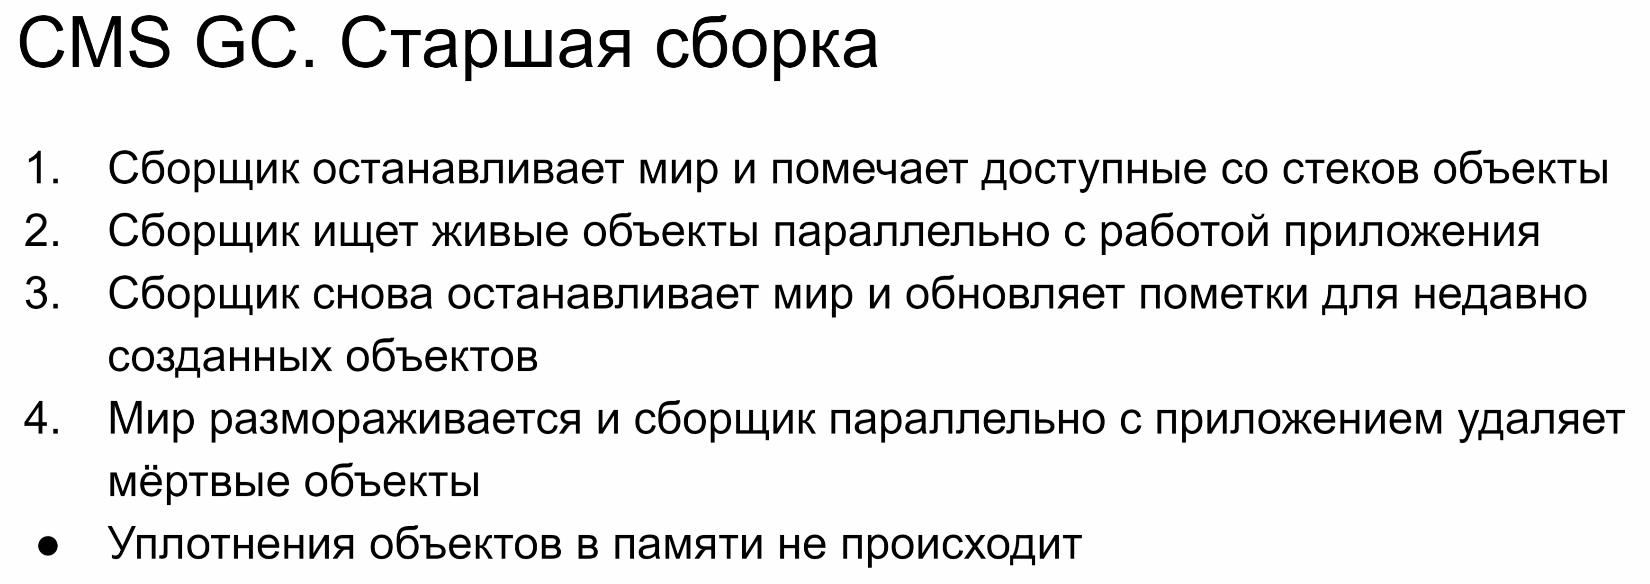 CMS GC. Старшая сборка
1. Сборщик останавливает мир и помечает доступные со стеков объекты
2. Сборщик ищет живые объекты параллельно с работой приложения
3. Сборщик снова останавливает мир и обновляет пометки для недавно
созданных объектов
4. Мир размораживается и сборщик параллельно с приложением удаляет
мёртвые объекты
● Уплотнения объектов в памяти не происходит